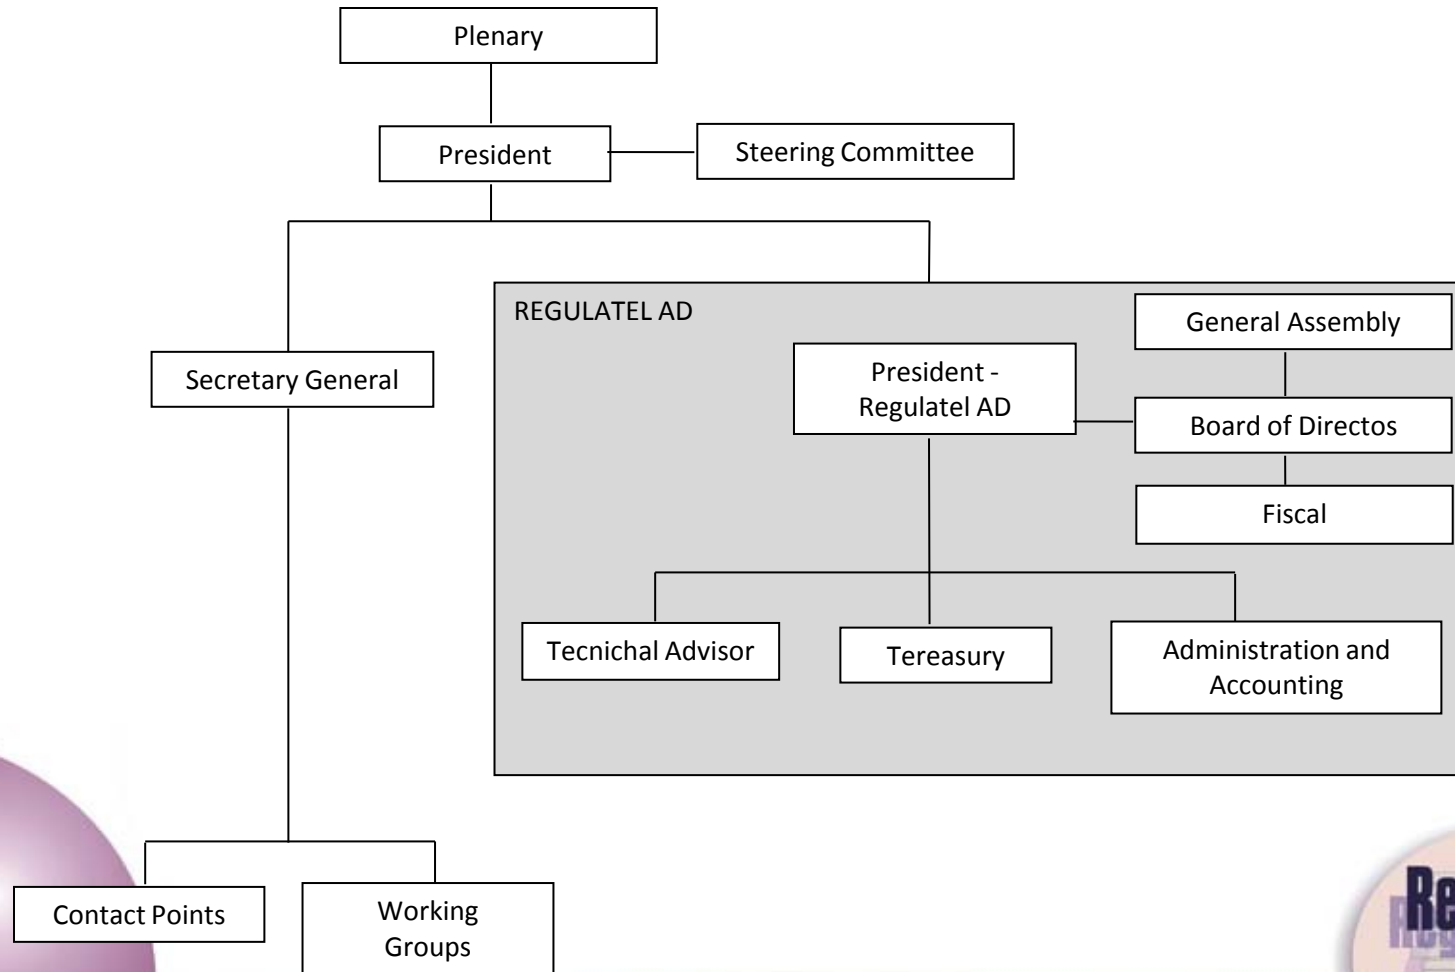 Plenary
President
Steering Committee
REGULATEL AD
General Assembly
Secretary General
President -
Regulatel AD
Board of Directos
Fiscal
Tecnichal Advisor
Tereasury
Administration and
Accounting
Contact Points
Working
Groups